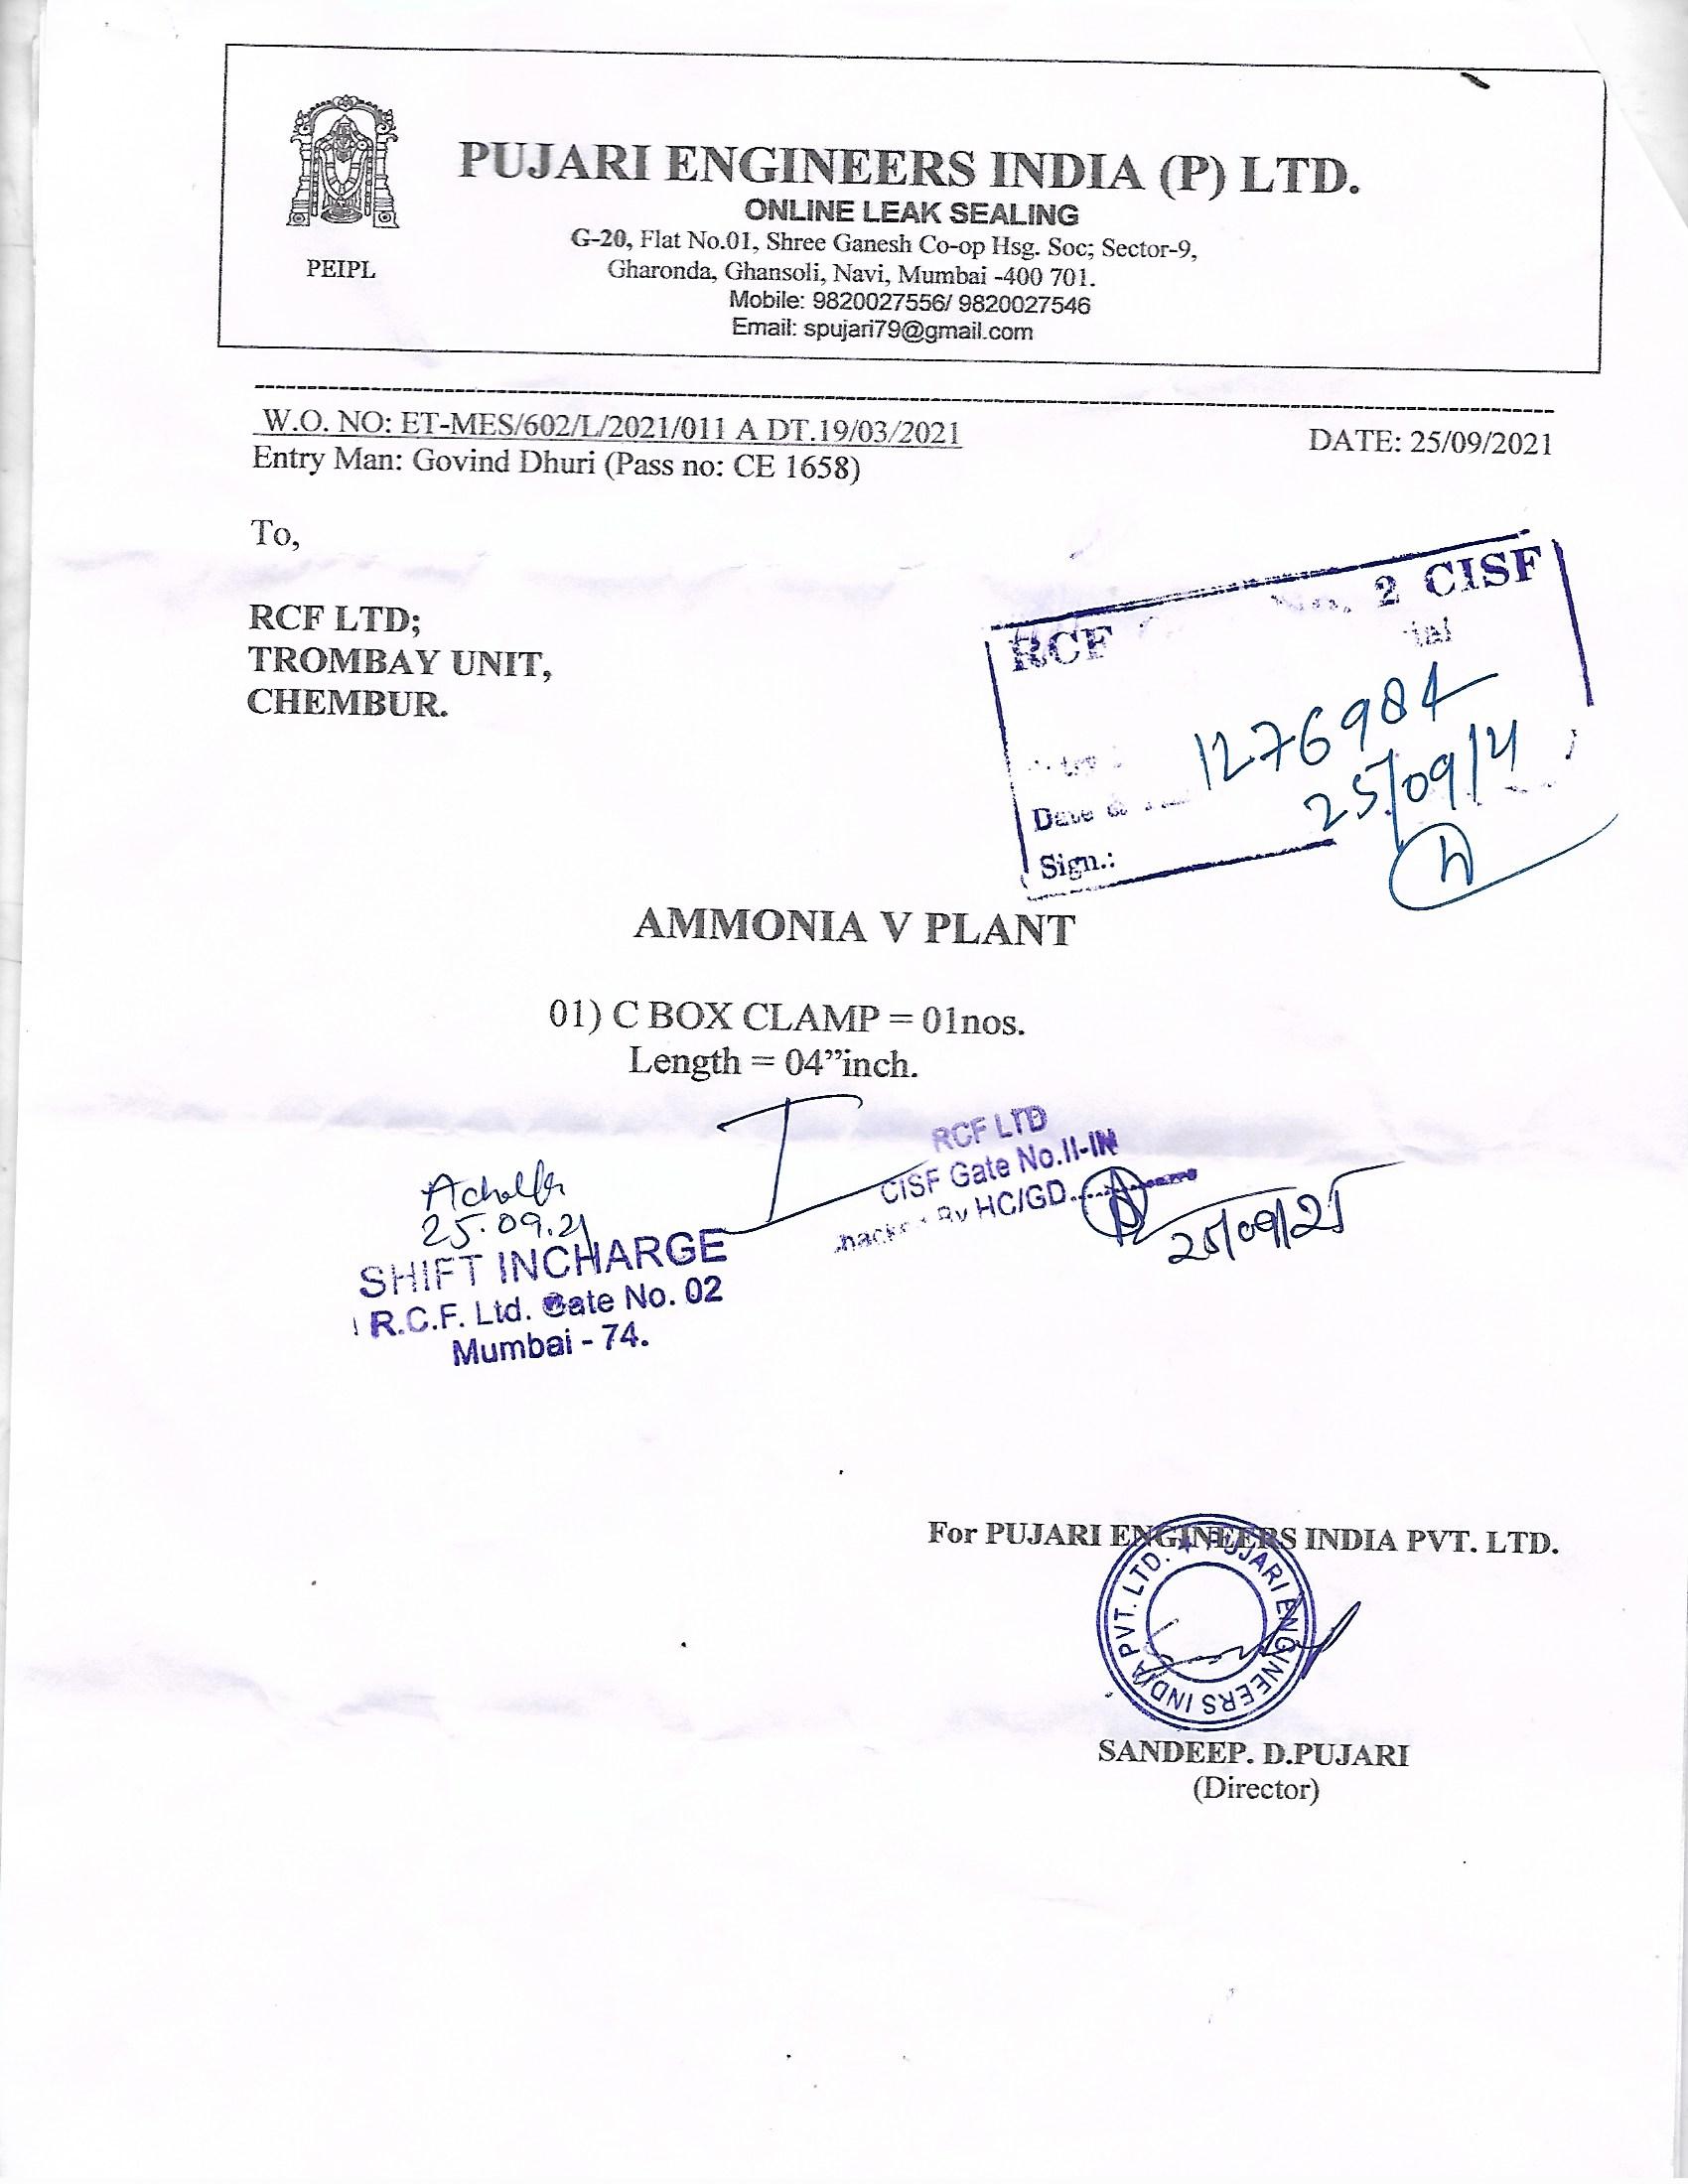 PUJARI ENGINEERS INDIA (P) LTD.
ONLINE LEAK SEALING
G-20, Flat No.01, Shree Ganesh Co-op Hsg. Soc; Sector-9,
Gharonda, Ghansoli, Navi, Mumbai -400 701.
Mobile: 9820027556/ 9820027546
Email: spujari79@gmail.com
PEIPL
W.O. NO: ET-MES/602/L/2021/011 A DT.19/03/2021
DATE: 25/09/2021
Entry Man: Govind Dhuri (Pass no: CE 1658)
To,
RCF LTD;
TROMBAY UNIT,
CHEMBUR.
RCF No. 2 CISF
1276984
Date & 25/09/21
Sign.:
AMMONIA V PLANT
01) C BOX CLAMP = 01nos.
Length = 04”inch.
RCF LTD
CISF Gate No.II-IN
By HC/GD
25/09/21
25.09.21
SHIFT INCHARGE
R.C.F. Ltd. Gate No. 02
Mumbai - 74.
For PUJARI ENGINEERS INDIA PVT. LTD.
★ PUJARI ENGINEERS INDIA PVT. LTD.
SANDEEP. D.PUJARI
(Director)